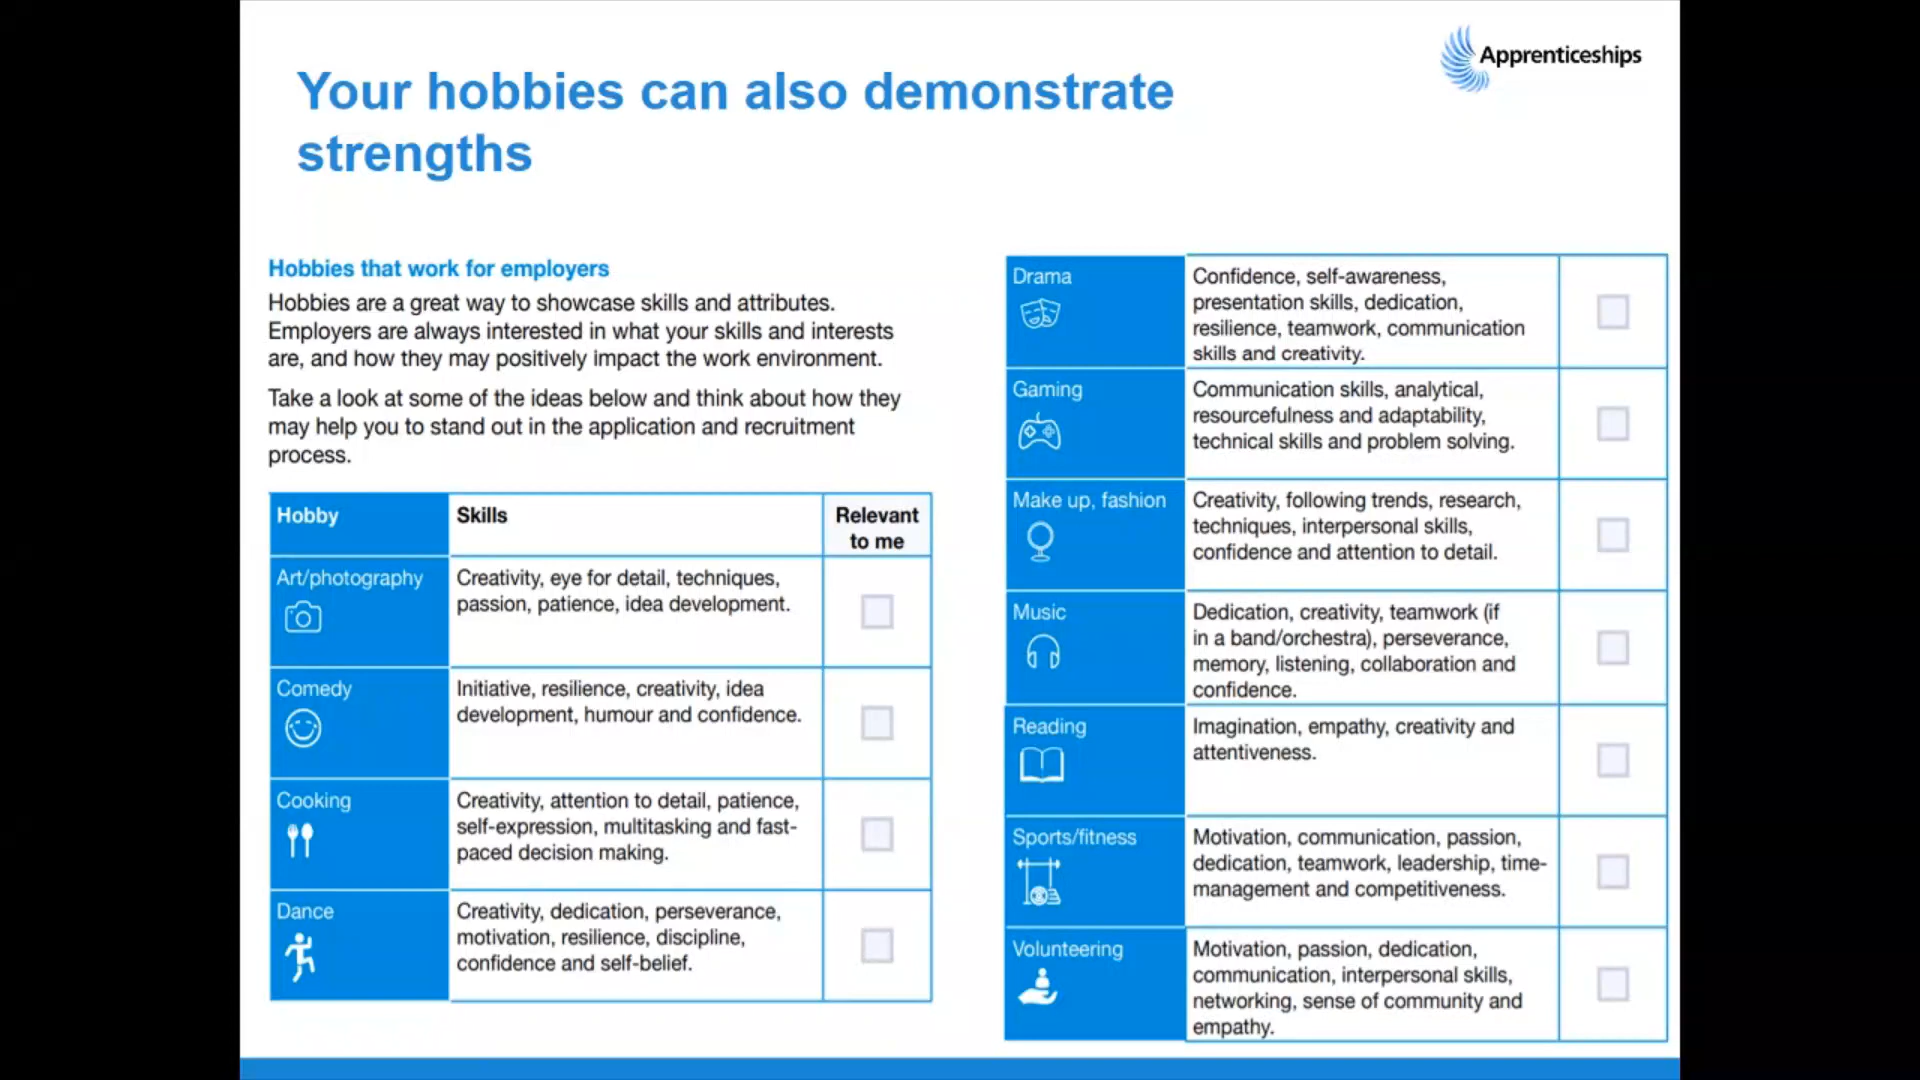 Apprenticeships
Your hobbies can also demonstrate
strengths
Hobbies that work for employers
Hobbies are a great way to showcase skills and attributes.
Employers are always interested in what your skills and interests
are, and how they may positively impact the work environment.
Take a look at some of the ideas below and think about how they
may help you to stand out in the application and recruitment
process.
Hobby
Skills
Relevant
to me
Art/photography
Creativity, eye for detail, techniques,
passion, patience, idea development.
Comedy
Initiative, resilience, creativity, idea
development, humour and confidence.
Cooking
Creativity, attention to detail, patience,
self-expression, multitasking and fast-
paced decision making.
Dance
Creativity, dedication, perseverance,
motivation, resilience, discipline,
confidence and self-belief.
Drama
Confidence, self-awareness,
presentation skills, dedication,
resilience, teamwork, communication
skills and creativity.
Gaming
Communication skills, analytical,
resourcefulness and adaptability,
technical skills and problem solving.
Make up, fashion
Creativity, following trends, research,
techniques, interpersonal skills,
confidence and attention to detail.
Music
Dedication, creativity, teamwork (if
in a band/orchestra), perseverance,
memory, listening, collaboration and
confidence.
Reading
Imagination, empathy, creativity and
attentiveness.
Sports/fitness
Motivation, communication, passion,
dedication, teamwork, leadership, time-
management and competitiveness.
Volunteering
Motivation, passion, dedication,
communication, interpersonal skills,
networking, sense of community and
empathy.